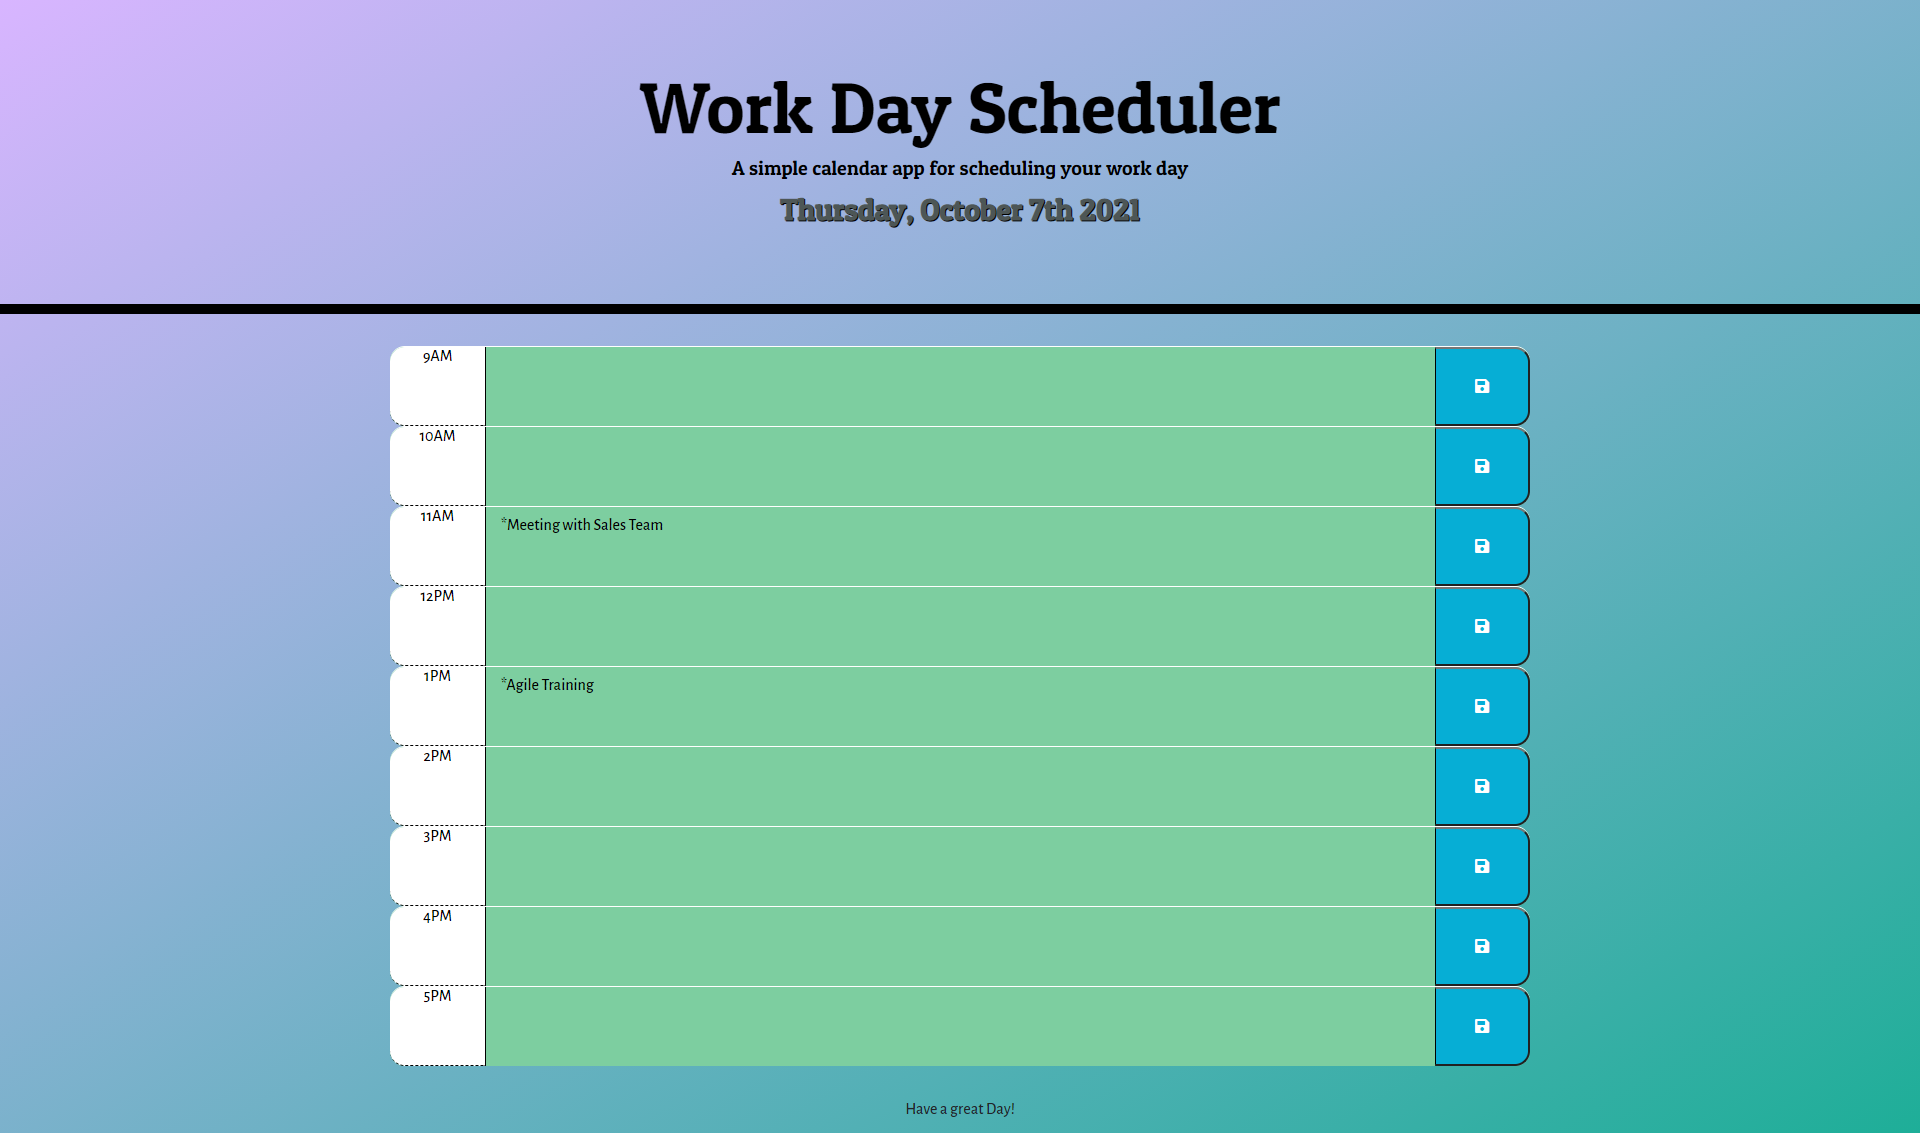 Work Day Scheduler
A simple calendar app for scheduling your work day
Thursday, October 7th 2021
9AM
10AM
11AM
*Meeting with Sales Team
12PM
1PM
*Agile Training
2PM
3PM
4PM
5PM
Have a great Day!